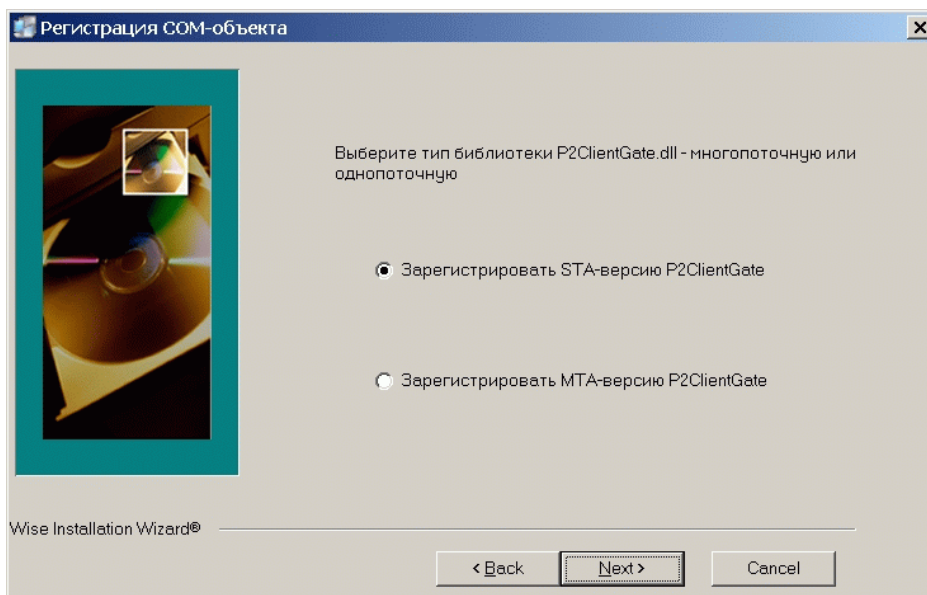 Регистрация COM-объекта
Выберите тип библиотеки P2ClientGate.dll - многопоточную или
однопоточную
Зарегистрировать STA-версию P2ClientGate
Зарегистрировать MTA-версию P2ClientGate
Wise Installation Wizard®
< Back
Next >
Cancel